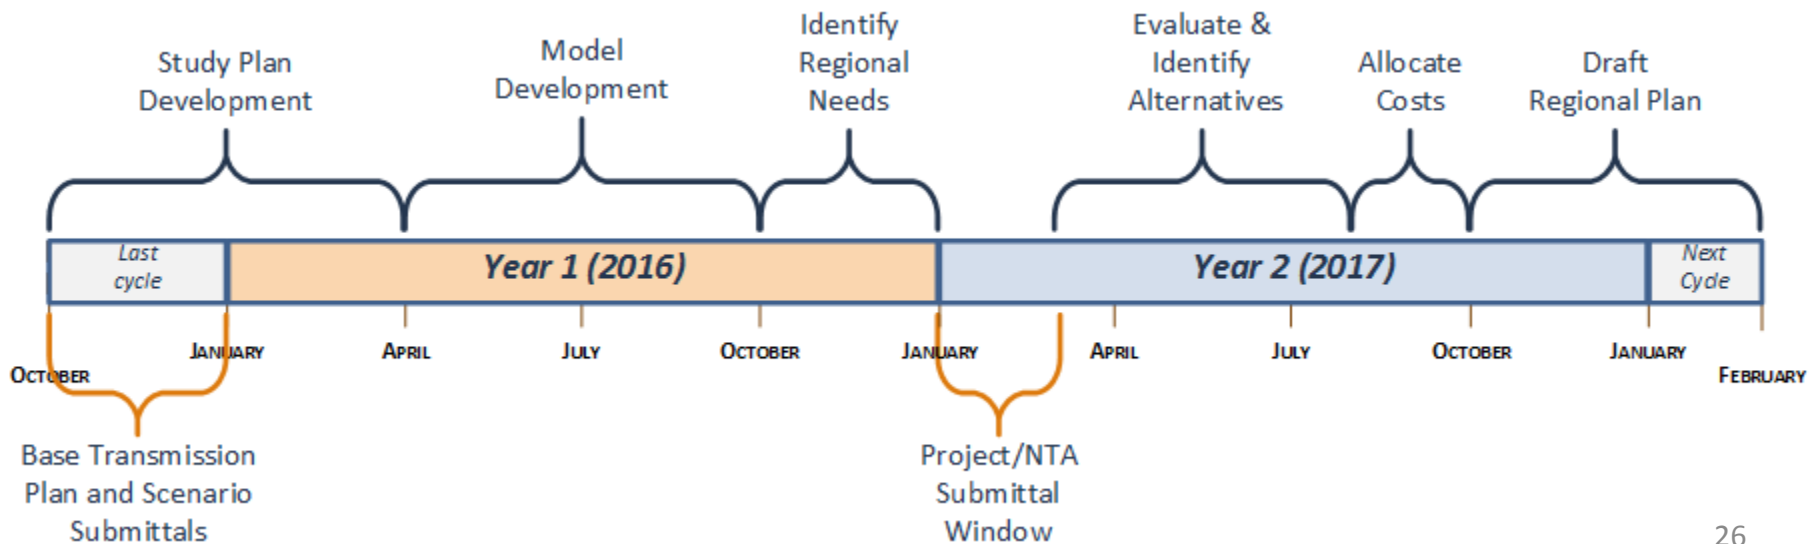 Study Plan
Development
Model
Development
Identify
Regional
Needs
Evaluate &
Identify
Alternatives
Allocate
Costs
Draft
Regional Plan
Last
cycle
Year 1 (2016)
Year 2 (2017)
Next
Cycle
OCTOBER
JANUARY
APRIL
JULY
OCTOBER
JANUARY
APRIL
JULY
OCTOBER
JANUARY
FEBRUARY
Base Transmission
Plan and Scenario
Submittals
Project/NTA
Submittal
Window
26